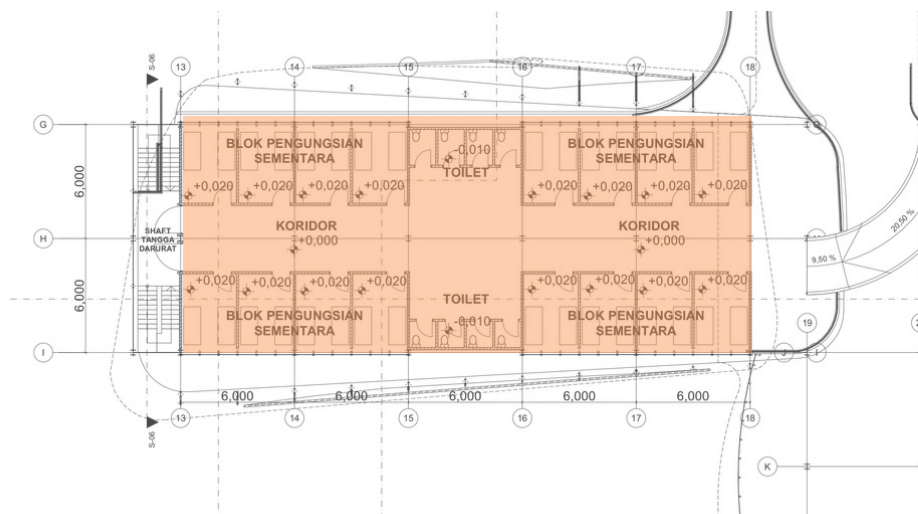 S-06
13
14
15
16
17
18
G
BLOK PENGUNGSIAN
SEMENTARA
-0,010
TOILET
BLOK PENGUNGSIAN
SEMENTARA
+0,020
+0,020
+0,020
+0,020
+0,020
+0,020
+0,020
+0,020
6,000
SHAFT
TANGGA
DARURAT
KORIDOR
+0,000
KORIDOR
+0,000
H
20,50 %
9,50 %
6,000
+0,020
+0,020
+0,020
+0,020
+0,020
+0,020
+0,020
+0,020
TOILET
-0,010
BLOK PENGUNGSIAN
SEMENTARA
BLOK PENGUNGSIAN
SEMENTARA
19
I
J
I
6,000
6,000
6,000
6,000
6,000
S-06
13
14
15
16
17
18
K